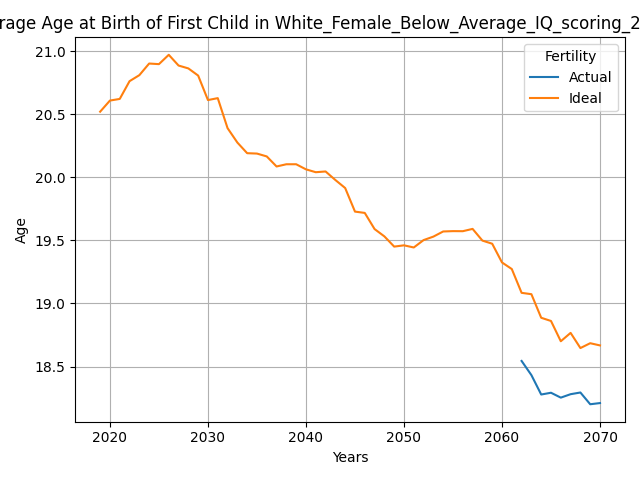 rage Age at Birth of First Child in White_Female_Below_Average_IQ_scoring_2
Fertility
Actual
Ideal
21.0
20.5
20.0
19.5
19.0
18.5
Age
2020 2030 2040 2050 2060 2070
Years